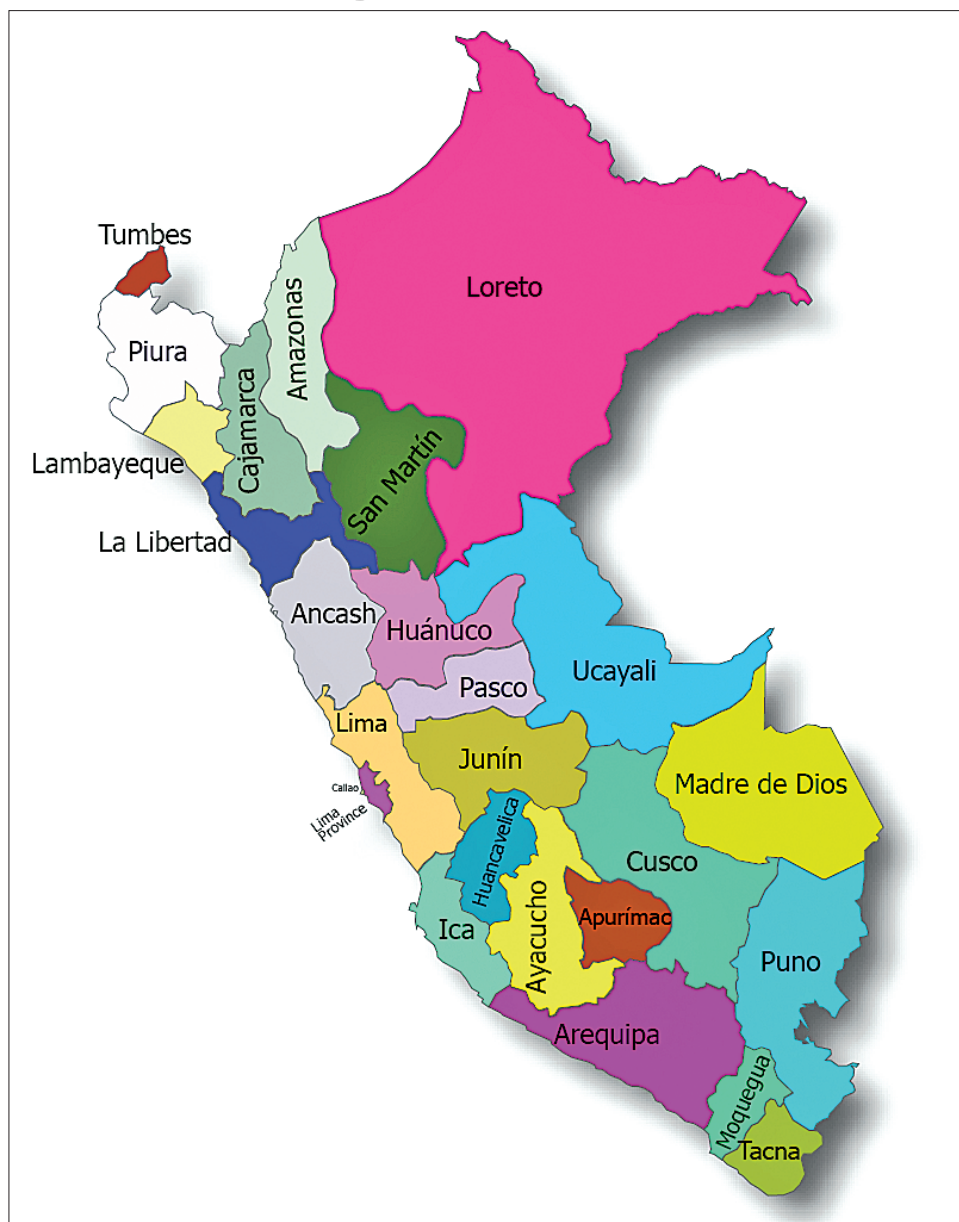 Tumbes
Loreto
Amazonas
Piura
Cajamarca
San Martín
Lambayeque
La Libertad
Ancash
Huánuco
Ucayali
Pasco
Lima
Junín
Madre de Dios
Callao
Lima
Province
Huancavelica
Cusco
Ayacucho
Apurímac
Ica
Puno
Arequipa
Moquegua
Tacna